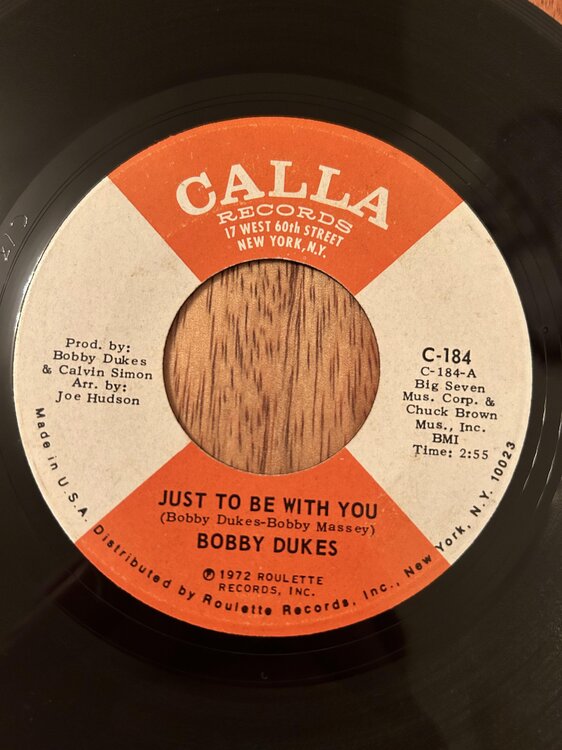 CALLA
RECORDS
17 WEST 60th STREET
NEW YORK, N.Y.
Prod. by:
Bobby Dukes
& Calvin Simon
Arr. by:
Joe Hudson
C-184
C-184-A
Big Seven
Mus. Corp. &
Chuck Brown
Mus., Inc.
BMI
Time: 2:55
JUST TO BE WITH YOU
(Bobby Dukes-Bobby Massey)
BOBBY DUKES
℗ 1972 ROULETTE
RECORDS, INC.
Made in U.S.A. Distributed by Roulette Records, Inc., New York, N.Y. 10023